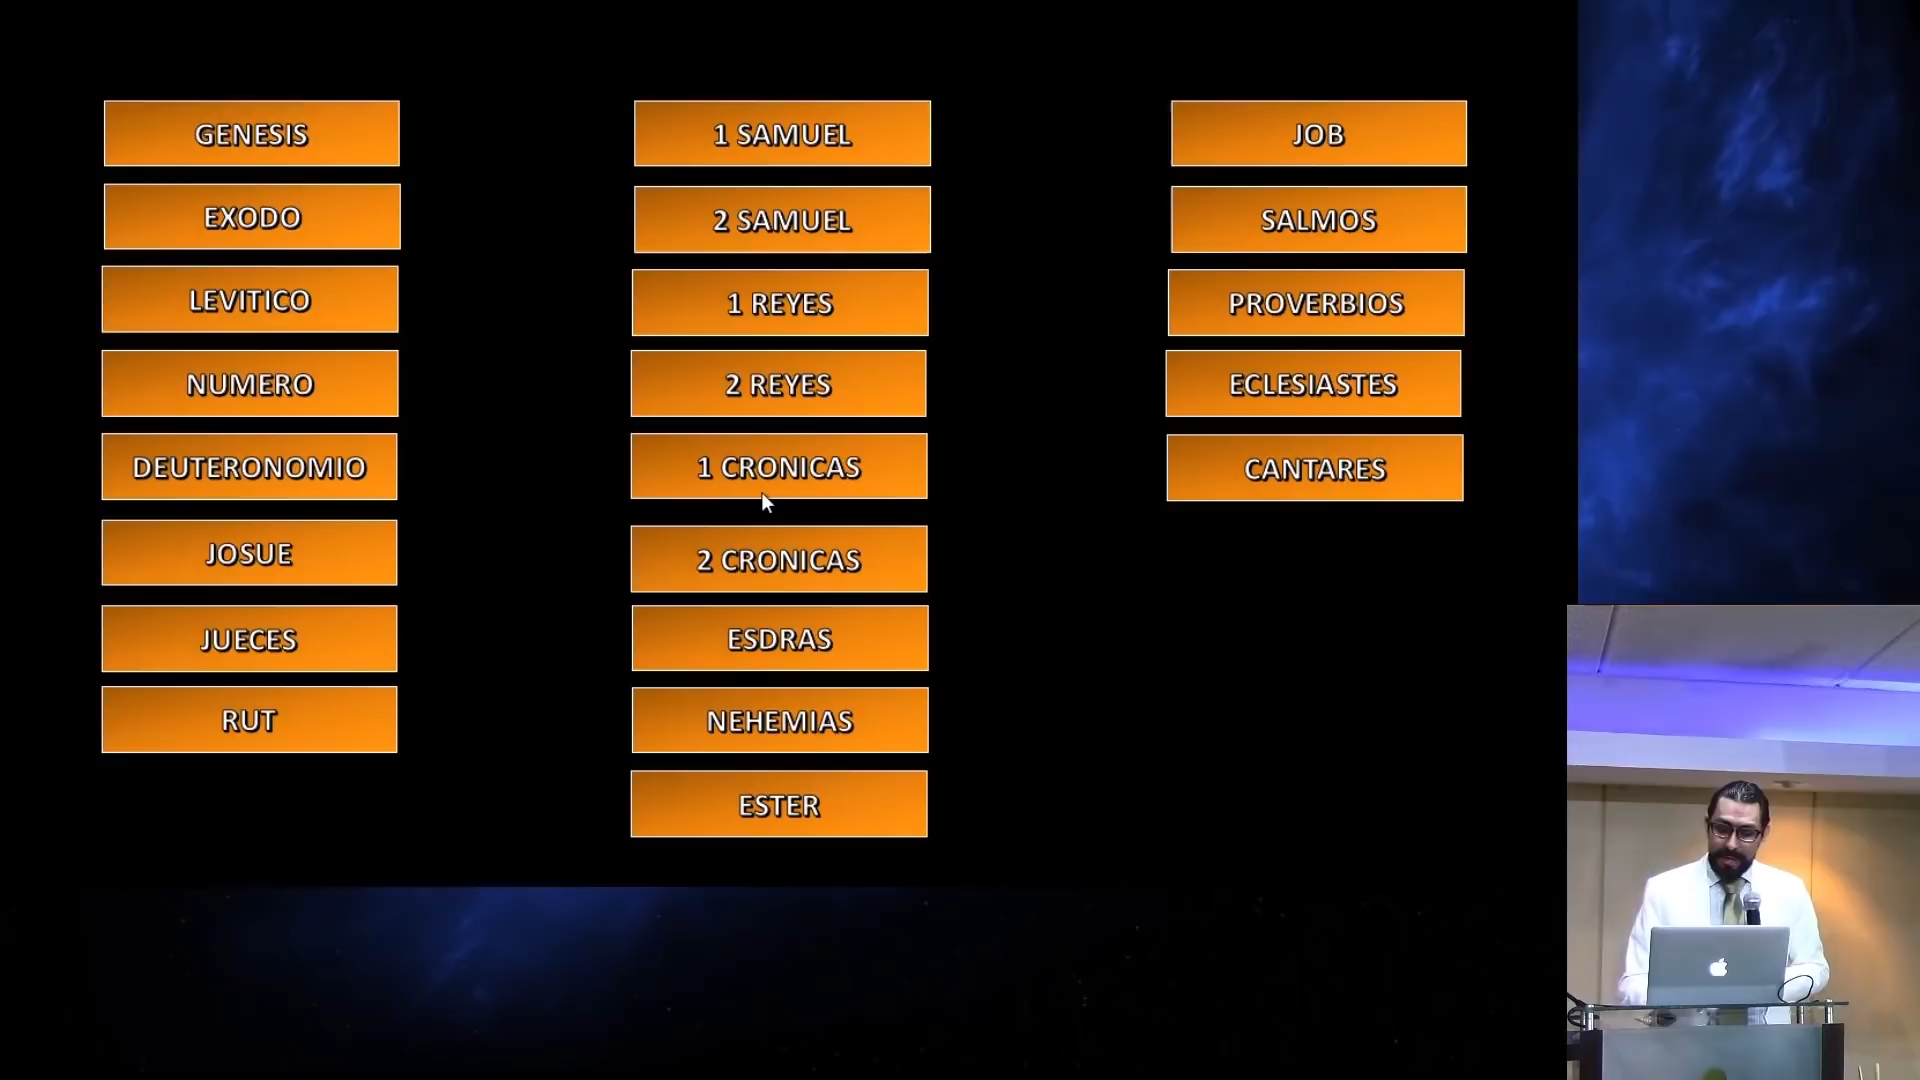 GENESIS
EXODO
LEVITICO
NUMERO
DEUTERONOMIO
JOSUE
JUECES
RUT
1 SAMUEL
2 SAMUEL
1 REYES
2 REYES
1 CRONICAS
2 CRONICAS
ESDRAS
NEHEMIAS
ESTER
JOB
SALMOS
PROVERBIOS
ECLESIASTES
CANTARES